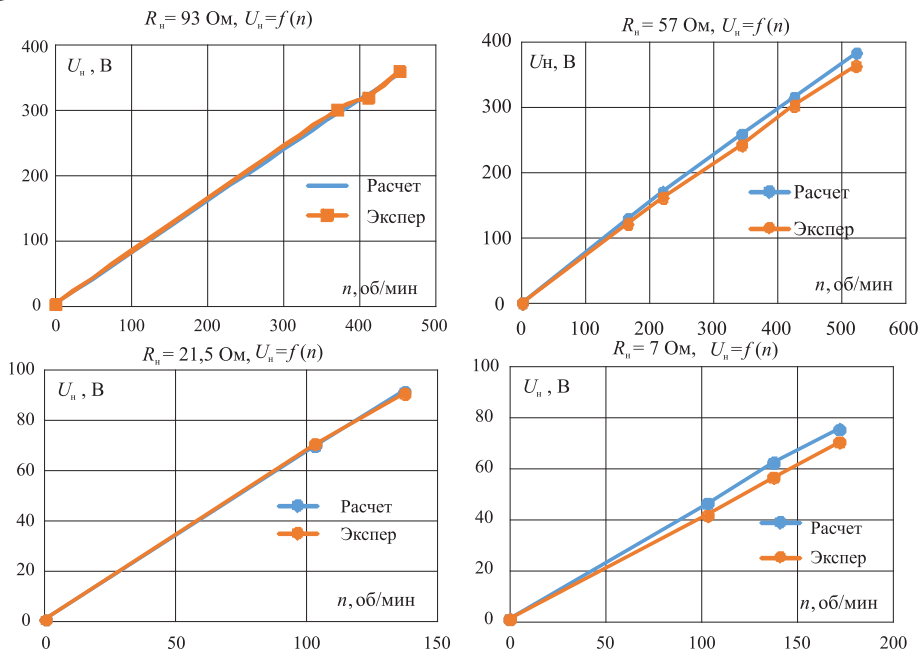 Rн = 93 Ом, Uн = f(n)
400
300
200
100
0
Uн , В
Расчет
Экспер
n, об/мин
0 100 200 300 400 500
Rн = 57 Ом, Uн = f(n)
400
300
200
100
0
Uн, В
Расчет
Экспер
n, об/мин
0 100 200 300 400 500 600
Rн = 21,5 Ом, Uн = f(n)
100
80
60
40
20
0
Uн , В
Расчет
Экспер
n, об/мин
0 50 100 150
Rн = 7 Ом, Uн = f(n)
100
80
60
40
20
0
Uн , В
Расчет
Экспер
n, об/мин
0 50 100 150 200